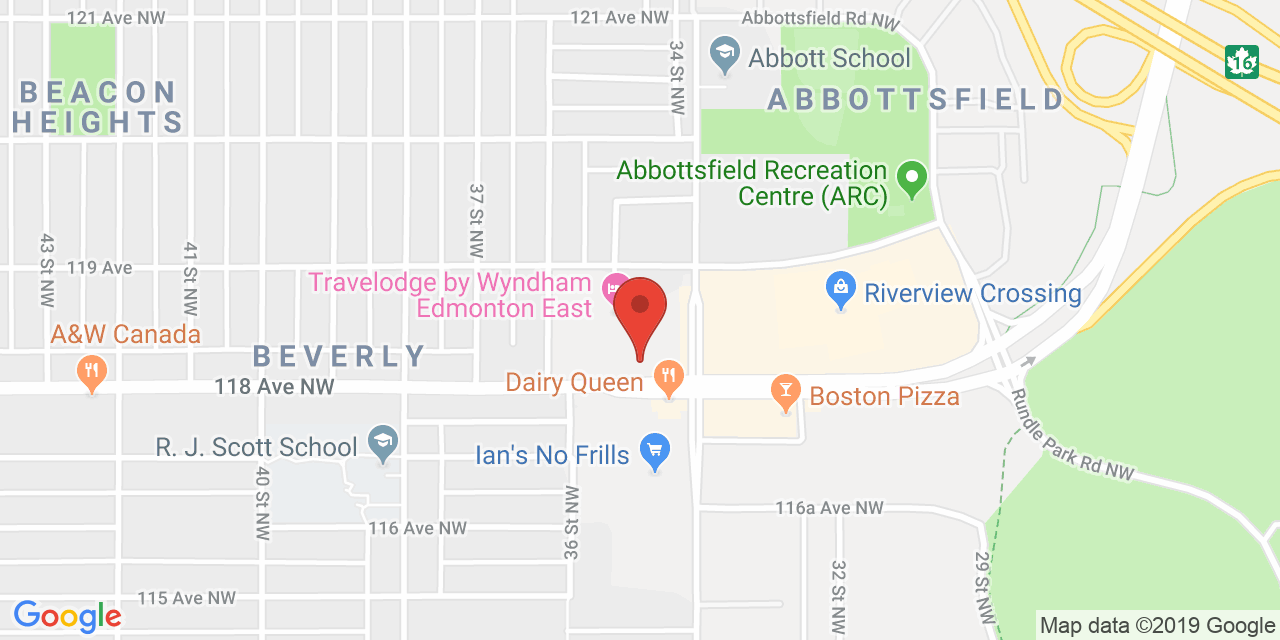 121 Ave NW
121 Ave NW
Abbottsfield Rd NW
34 St NW
Abbott School
16
BEACON
HEIGHTS
ABBOTTSFIELD
Abbottsfield Recreation
Centre (ARC)
37 St NW
43 St NW
41 St NW
119 Ave
Travelodge by Wyndham
Edmonton East
Riverview Crossing
A&W Canada
BEVERLY
118 Ave NW
Dairy Queen
Boston Pizza
Rundle Park Rd NW
R. J. Scott School
Ian's No Frills
40 St NW
36 St NW
116 Ave NW
116a Ave NW
32 St NW
29 St NW
115 Ave NW
Google
Map data ©2019 Google